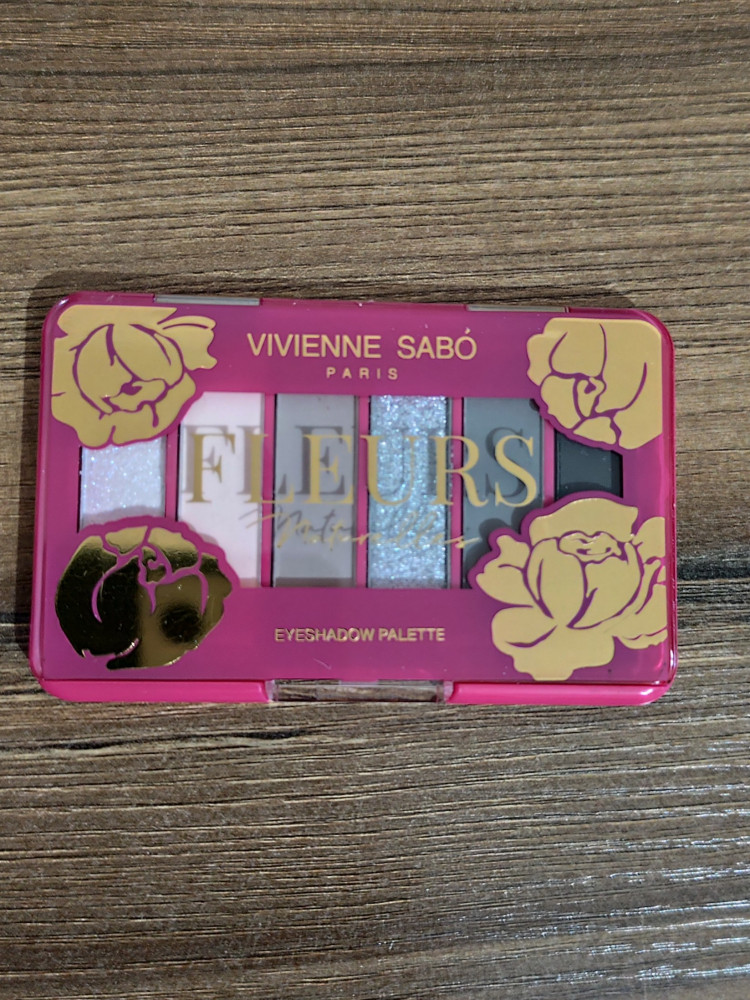 VIVIENNE SABÓ
PARIS
FLEURS
Naturelles
EYESHADOW PALETTE